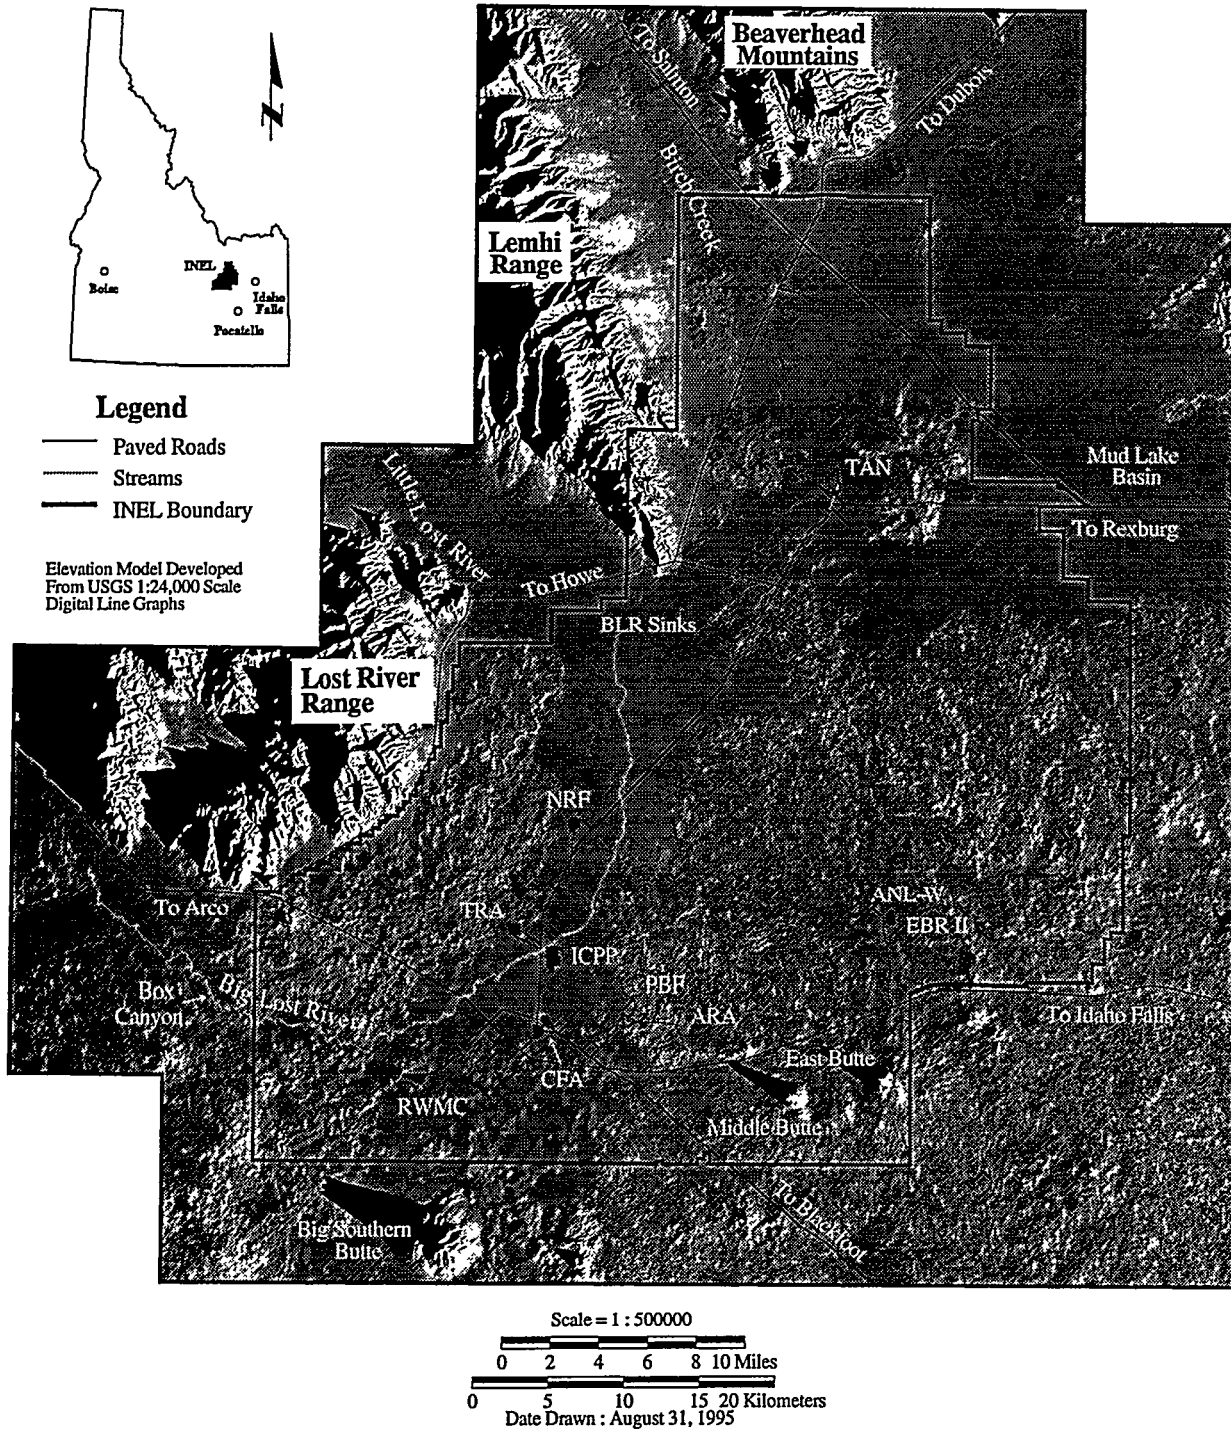 Beaverhead
Mountains
To Salmon
To Dubois
Birch Creek
Lemhi
Range
N
INEL
Boise
Idaho
Falls
Pocatello
Legend
Paved Roads
Streams
INEL Boundary
Elevation Model Developed
From USGS 1:24,000 Scale
Digital Line Graphs
Little Lost River
TAN
Mud Lake
Basin
To Rexburg
To Howe
BLR Sinks
Lost River
Range
NRF
To Arco
TRA
ANL-W
EBR II
ICPP
PBF
Box
Canyon
Big Lost River
ARA
To Idaho Falls
East Butte
CFA
RWMC
Middle Butte
Big Southern
Butte
To Blackfoot
Scale = 1 : 500000
0 2 4 6 8 10 Miles
0 5 10 15 20 Kilometers
Date Drawn : August 31, 1995